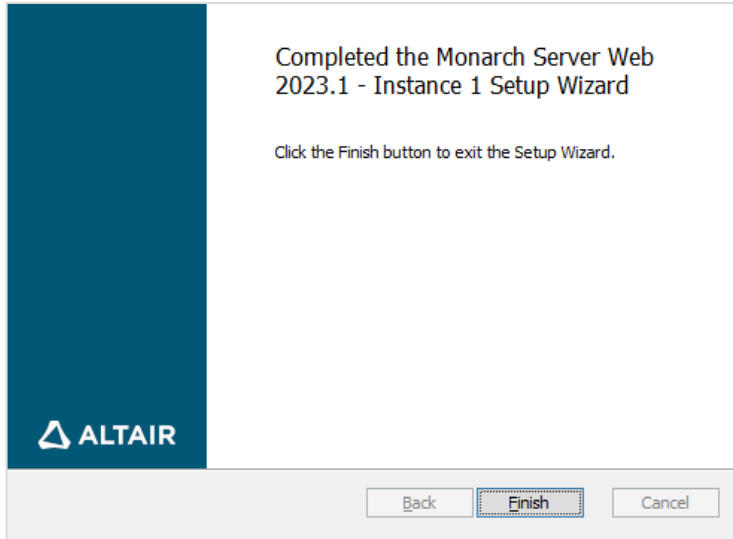 Completed the Monarch Server Web
2023.1 - Instance 1 Setup Wizard
Click the Finish button to exit the Setup Wizard.
ALTAIR
Back Finish Cancel